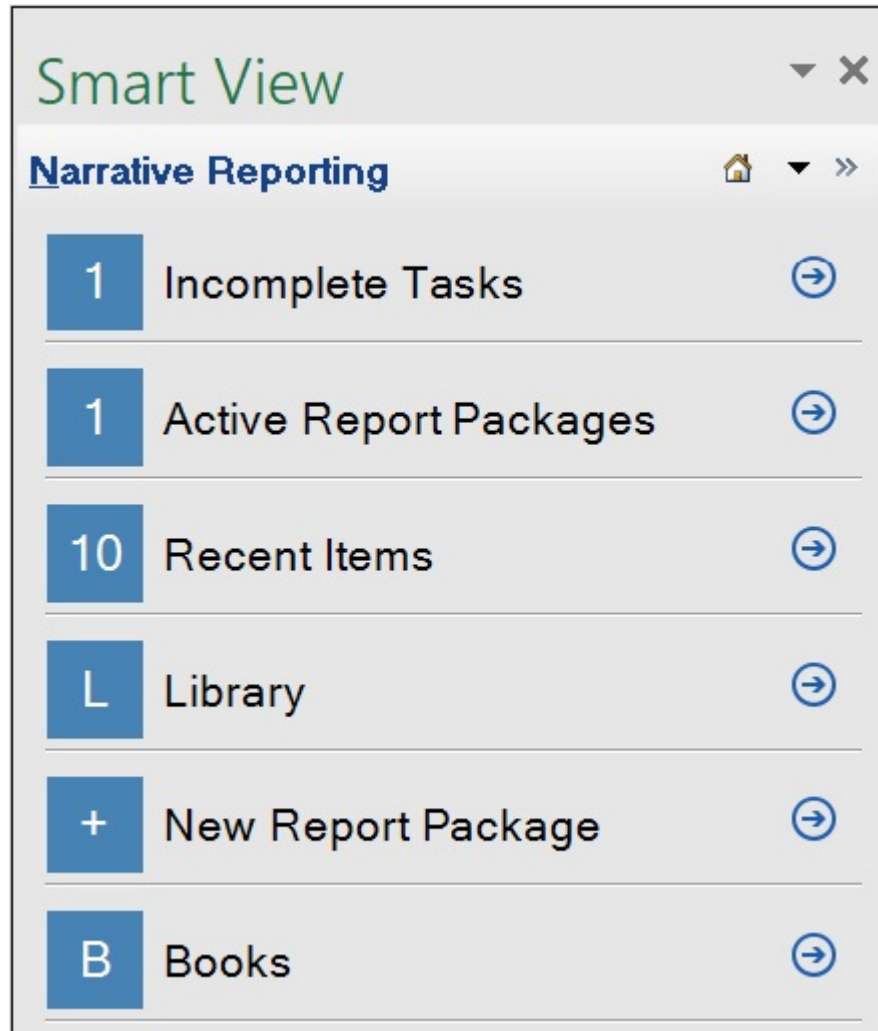 Smart View
Narrative Reporting
1 Incomplete Tasks
1 Active Report Packages
10 Recent Items
L Library
+ New Report Package
B Books